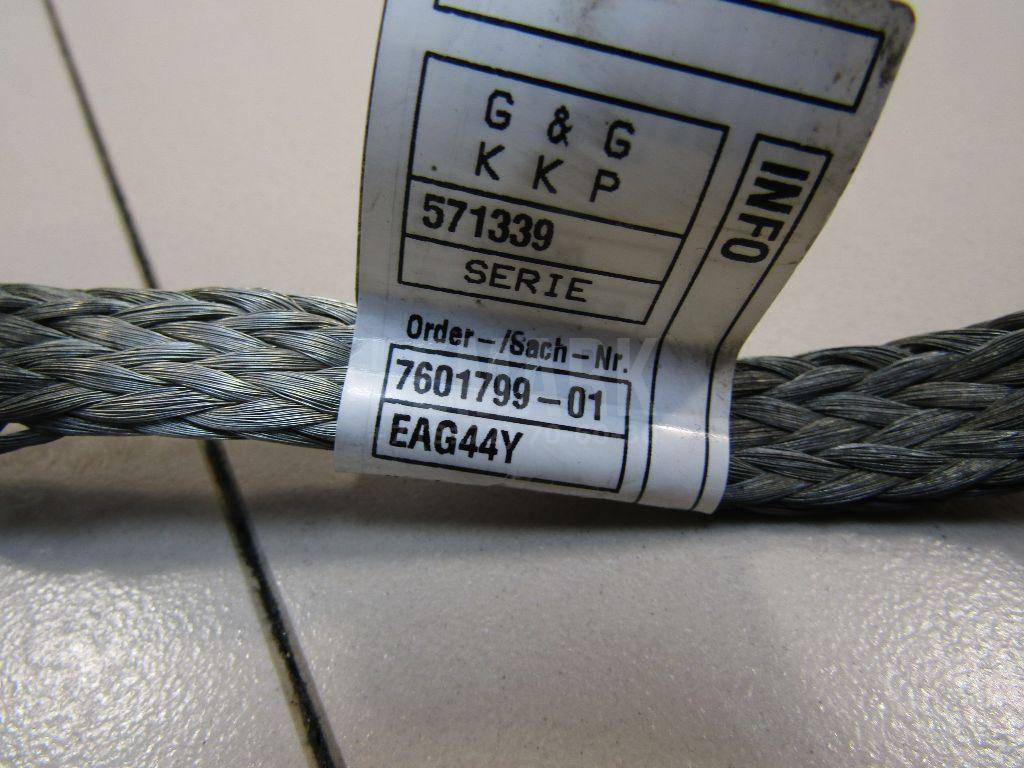 G & G
K K P
571339
SERIE
INFO
Order-/Sach-Nr.
7601799-01
EAG44Y